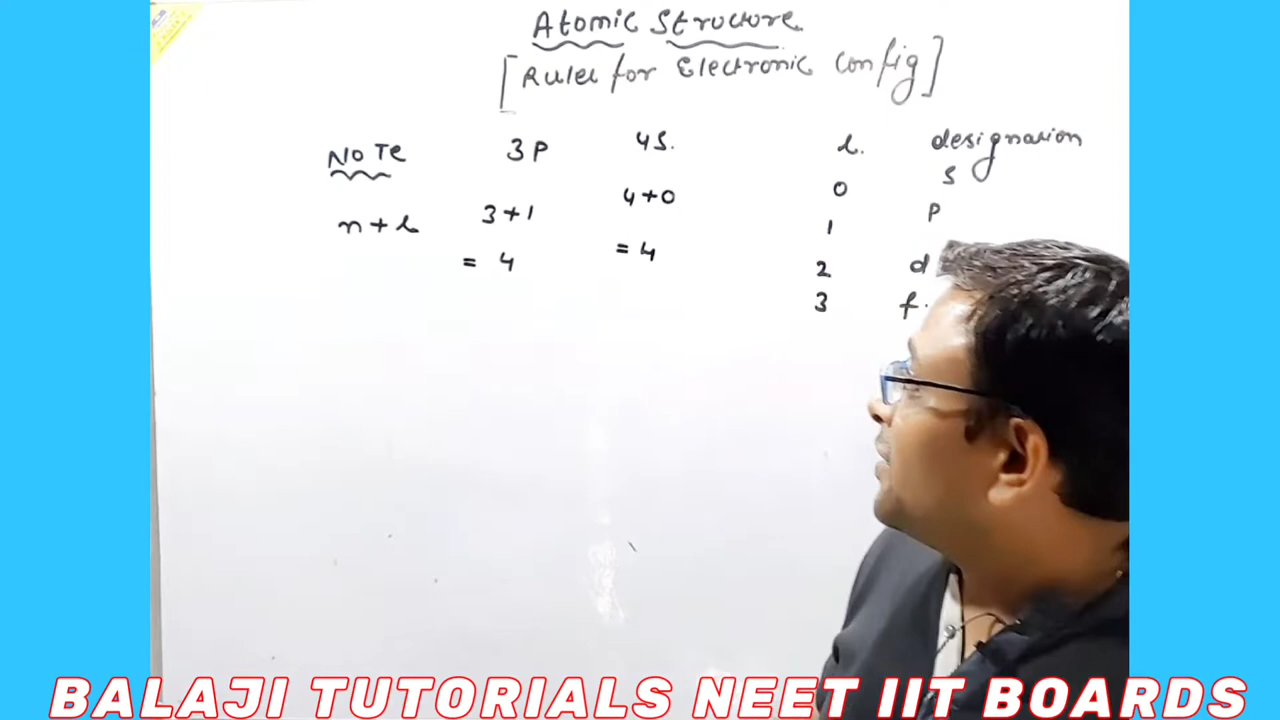 Atomic Structure
[Rules for Electronic config]
NOTE 3P 4S. l. designation
n+l 3+1 4+0 0 S
= 4 = 4 1 P
2 d
3 f.
BALAJI TUTORIALS NEET IIT BOARDS